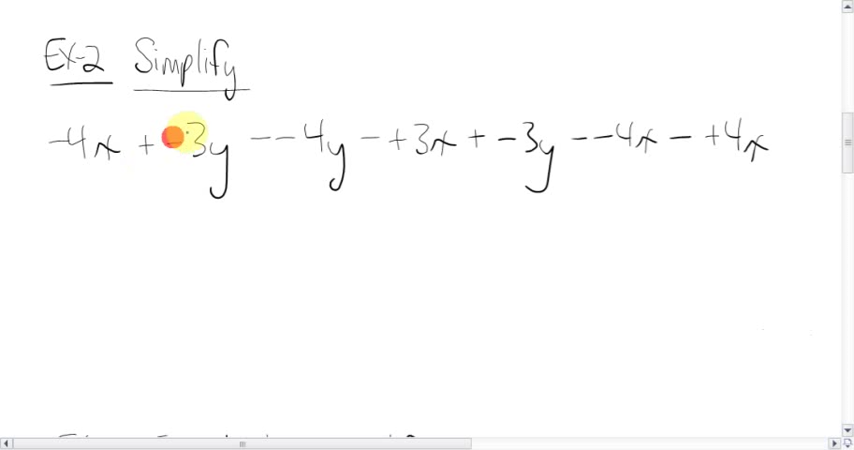 Ex-2 Simplify
-4x + -3y - -4y - +3x + -3y - -4x - +4x